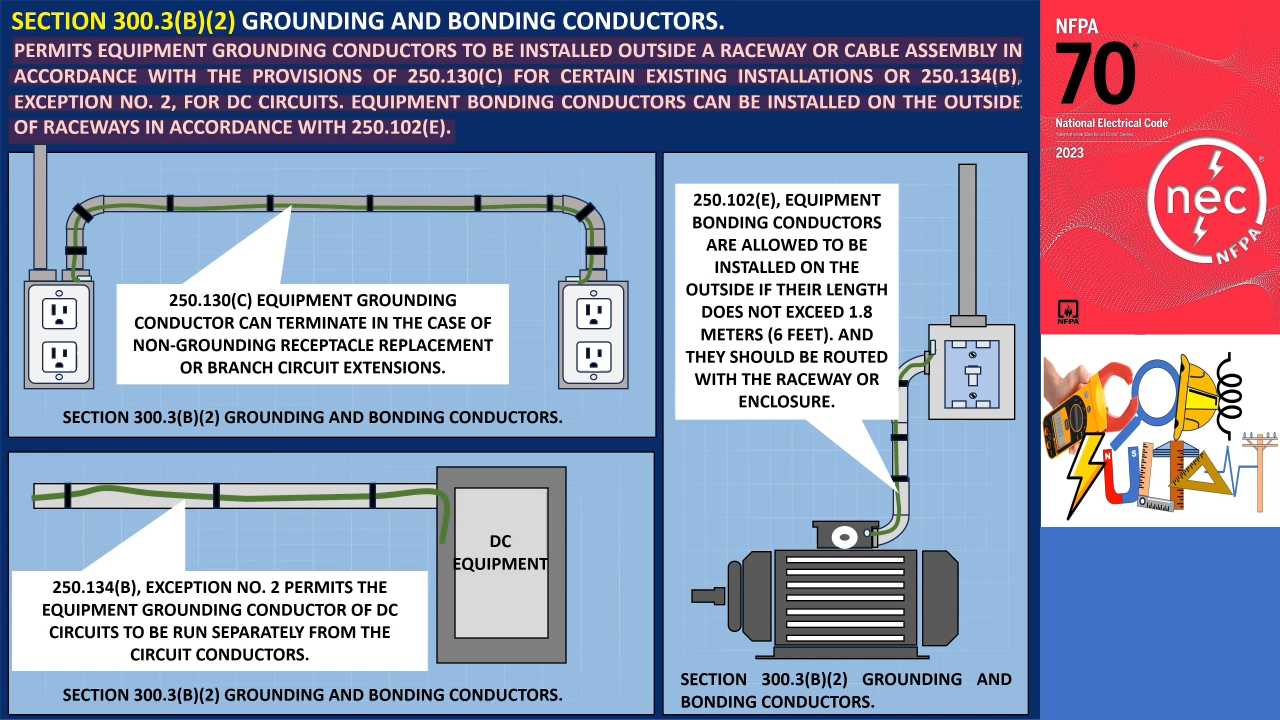 SECTION 300.3(B)(2) GROUNDING AND BONDING CONDUCTORS.
PERMITS EQUIPMENT GROUNDING CONDUCTORS TO BE INSTALLED OUTSIDE A RACEWAY OR CABLE ASSEMBLY IN
ACCORDANCE WITH THE PROVISIONS OF 250.130(C) FOR CERTAIN EXISTING INSTALLATIONS OR 250.134(B),
EXCEPTION NO. 2, FOR DC CIRCUITS. EQUIPMENT BONDING CONDUCTORS CAN BE INSTALLED ON THE OUTSIDE
OF RACEWAYS IN ACCORDANCE WITH 250.102(E).
250.130(C) EQUIPMENT GROUNDING
CONDUCTOR CAN TERMINATE IN THE CASE OF
NON-GROUNDING RECEPTACLE REPLACEMENT
OR BRANCH CIRCUIT EXTENSIONS.
SECTION 300.3(B)(2) GROUNDING AND BONDING CONDUCTORS.
DC
EQUIPMENT
250.134(B), EXCEPTION NO. 2 PERMITS THE
EQUIPMENT GROUNDING CONDUCTOR OF DC
CIRCUITS TO BE RUN SEPARATELY FROM THE
CIRCUIT CONDUCTORS.
SECTION 300.3(B)(2) GROUNDING AND BONDING CONDUCTORS.
250.102(E), EQUIPMENT
BONDING CONDUCTORS
ARE ALLOWED TO BE
INSTALLED ON THE
OUTSIDE IF THEIR LENGTH
DOES NOT EXCEED 1.8
METERS (6 FEET). AND
THEY SHOULD BE ROUTED
WITH THE RACEWAY OR
ENCLOSURE.
SECTION 300.3(B)(2) GROUNDING AND
BONDING CONDUCTORS.
NFPA
70®
National Electrical Code®
International Electrical Code® Series
2023
nec®
NFPA
NFPA
N
S